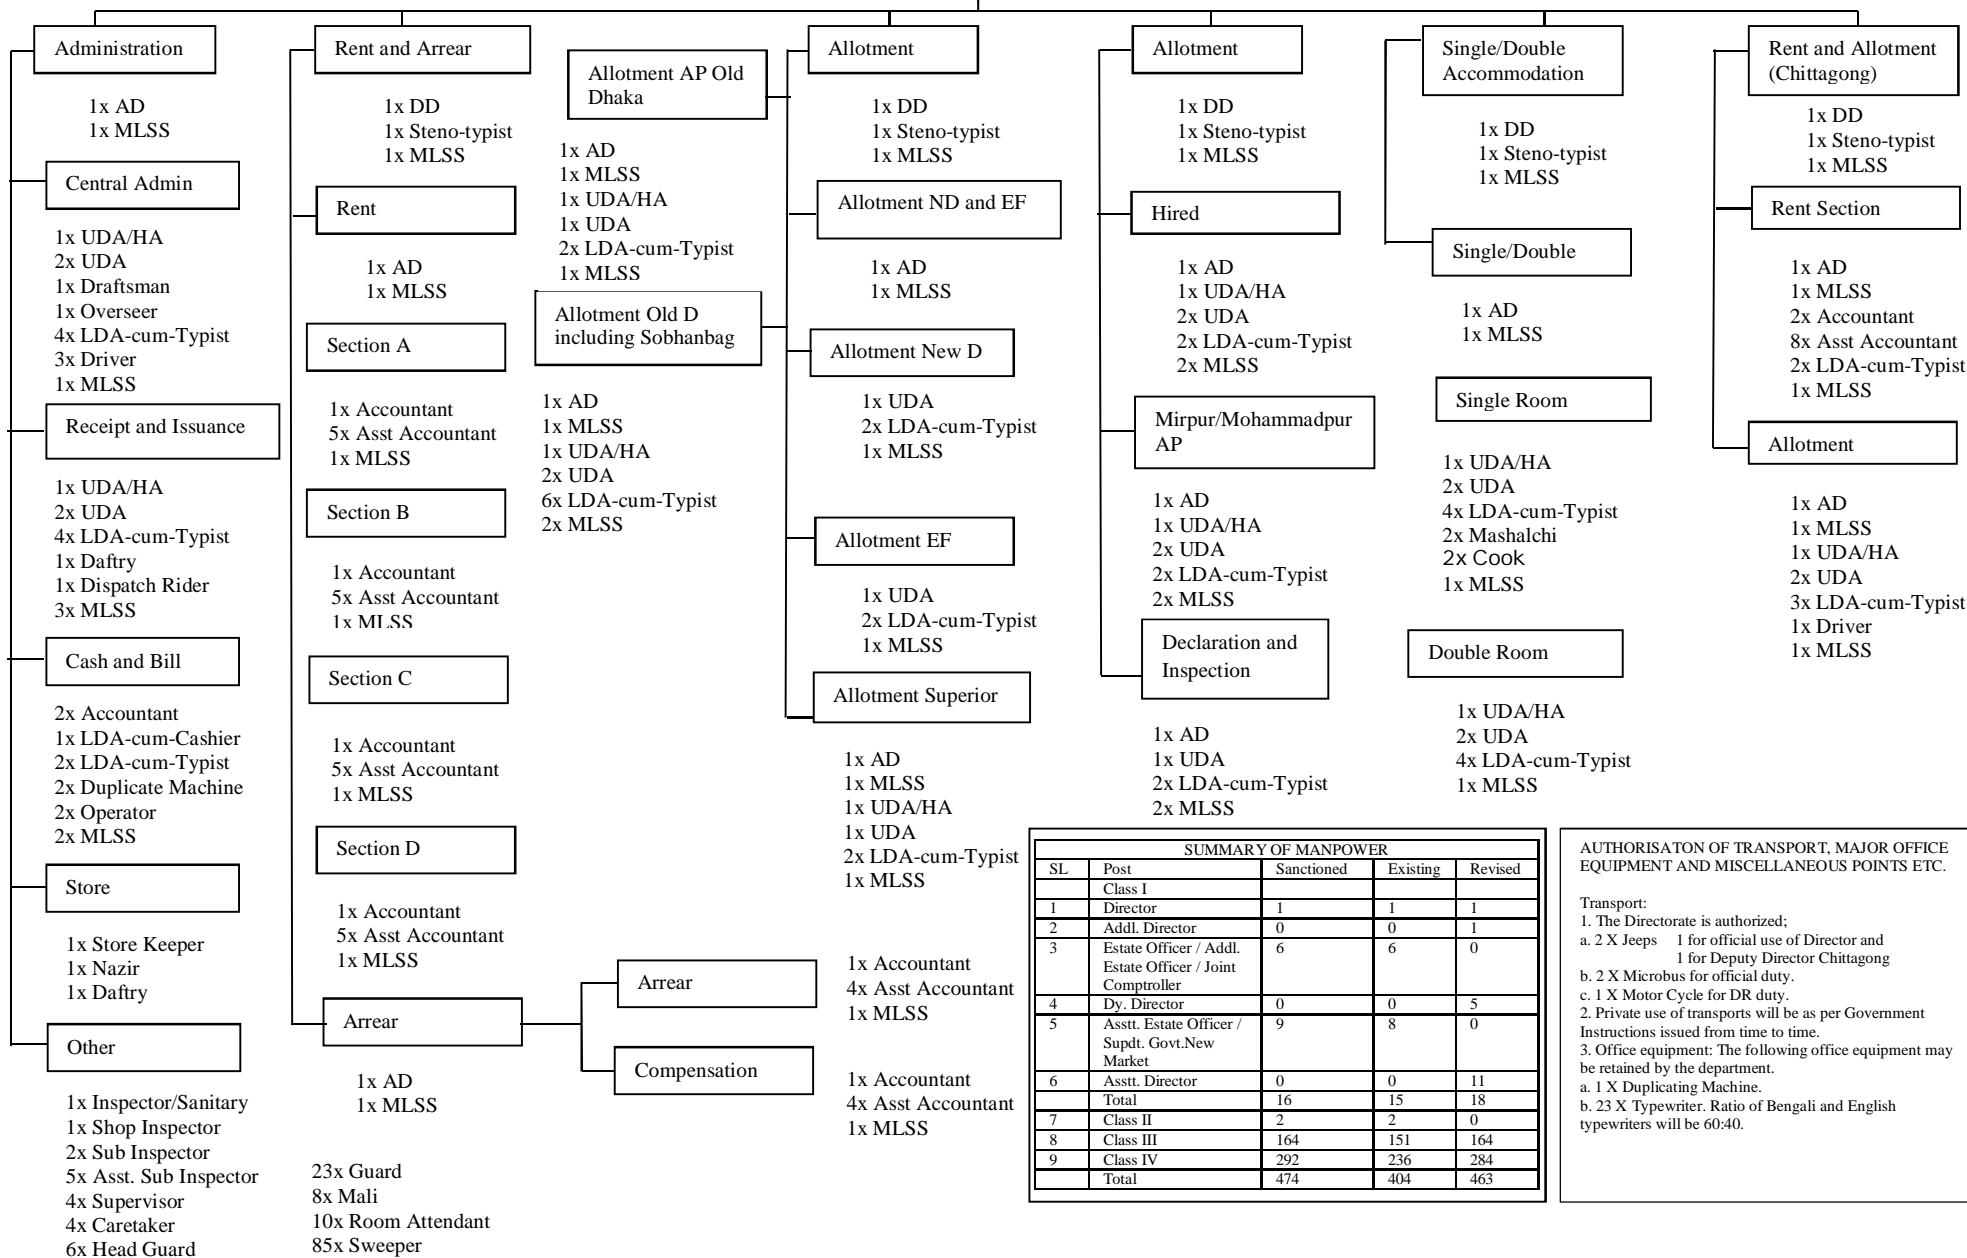 Administration
1x AD
1x MLSS
Central Admin
1x UDA/HA
2x UDA
1x Draftsman
1x Overseer
4x LDA-cum-Typist
3x Driver
1x MLSS
Receipt and Issuance
1x UDA/HA
2x UDA
4x LDA-cum-Typist
1x Daftry
1x Dispatch Rider
3x MLSS
Cash and Bill
2x Accountant
1x LDA-cum-Cashier
2x LDA-cum-Typist
2x Duplicate Machine
2x Operator
2x MLSS
Store
1x Store Keeper
1x Nazir
1x Daftry
Other
1x Inspector/Sanitary
1x Shop Inspector
2x Sub Inspector
5x Asst. Sub Inspector
4x Supervisor
4x Caretaker
6x Head Guard
23x Guard
8x Mali
10x Room Attendant
85x Sweeper
Rent and Arrear
1x DD
1x Steno-typist
1x MLSS
Rent
1x AD
1x MLSS
Section A
1x Accountant
5x Asst Accountant
1x MLSS
Section B
1x Accountant
5x Asst Accountant
1x MLSS
Section C
1x Accountant
5x Asst Accountant
1x MLSS
Section D
1x Accountant
5x Asst Accountant
1x MLSS
Arrear
1x AD
1x MLSS
Arrear
1x Accountant
4x Asst Accountant
1x MLSS
Compensation
1x Accountant
4x Asst Accountant
1x MLSS
Allotment AP Old
Dhaka
1x AD
1x MLSS
1x UDA/HA
1x UDA
2x LDA-cum-Typist
1x MLSS
Allotment Old D
including Sobhanbag
1x AD
1x MLSS
1x UDA/HA
2x UDA
6x LDA-cum-Typist
2x MLSS
Allotment
1x DD
1x Steno-typist
1x MLSS
Allotment ND and EF
1x AD
1x MLSS
Allotment New D
1x UDA
2x LDA-cum-Typist
1x MLSS
Allotment EF
1x UDA
2x LDA-cum-Typist
1x MLSS
Allotment Superior
1x AD
1x MLSS
1x UDA/HA
1x UDA
2x LDA-cum-Typist
1x MLSS
Allotment
1x DD
1x Steno-typist
1x MLSS
Hired
1x AD
1x UDA/HA
2x UDA
2x LDA-cum-Typist
2x MLSS
Mirpur/Mohammadpur
AP
1x AD
1x UDA/HA
2x UDA
2x LDA-cum-Typist
2x MLSS
Declaration and
Inspection
1x AD
1x UDA
2x LDA-cum-Typist
2x MLSS
Single/Double
Accommodation
1x DD
1x Steno-typist
1x MLSS
Single/Double
1x AD
1x MLSS
Single Room
1x UDA/HA
2x UDA
4x LDA-cum-Typist
2x Mashalchi
2x Cook
1x MLSS
Double Room
1x UDA/HA
2x UDA
4x LDA-cum-Typist
1x MLSS
Rent and Allotment
(Chittagong)
1x DD
1x Steno-typist
1x MLSS
Rent Section
1x AD
1x MLSS
2x Accountant
8x Asst Accountant
2x LDA-cum-Typist
1x MLSS
Allotment
1x AD
1x MLSS
1x UDA/HA
2x UDA
3x LDA-cum-Typist
1x Driver
1x MLSS
SUMMARY OF MANPOWER
SL Post Sanctioned Existing Revised
Class I
1 Director 1 1 1
2 Addl. Director 0 0 1
3 Estate Officer / Addl. 6 6 0
Estate Officer / Joint
Comptroller
4 Dy. Director 0 0 5
5 Asstt. Estate Officer / 9 8 0
Supdt. Govt.New
Market
6 Asstt. Director 0 0 11
Total 16 15 18
7 Class II 2 2 0
8 Class III 164 151 164
9 Class IV 292 236 284
Total 474 404 463
AUTHORISATON OF TRANSPORT, MAJOR OFFICE
EQUIPMENT AND MISCELLANEOUS POINTS ETC.
Transport:
1. The Directorate is authorized;
a. 2 X Jeeps 1 for official use of Director and
1 for Deputy Director Chittagong
b. 2 X Microbus for official duty.
c. 1 X Motor Cycle for DR duty.
2. Private use of transports will be as per Government
Instructions issued from time to time.
3. Office equipment: The following office equipment may
be retained by the department.
a. 1 X Duplicating Machine.
b. 23 X Typewriter. Ratio of Bengali and English
typewriters will be 60:40.